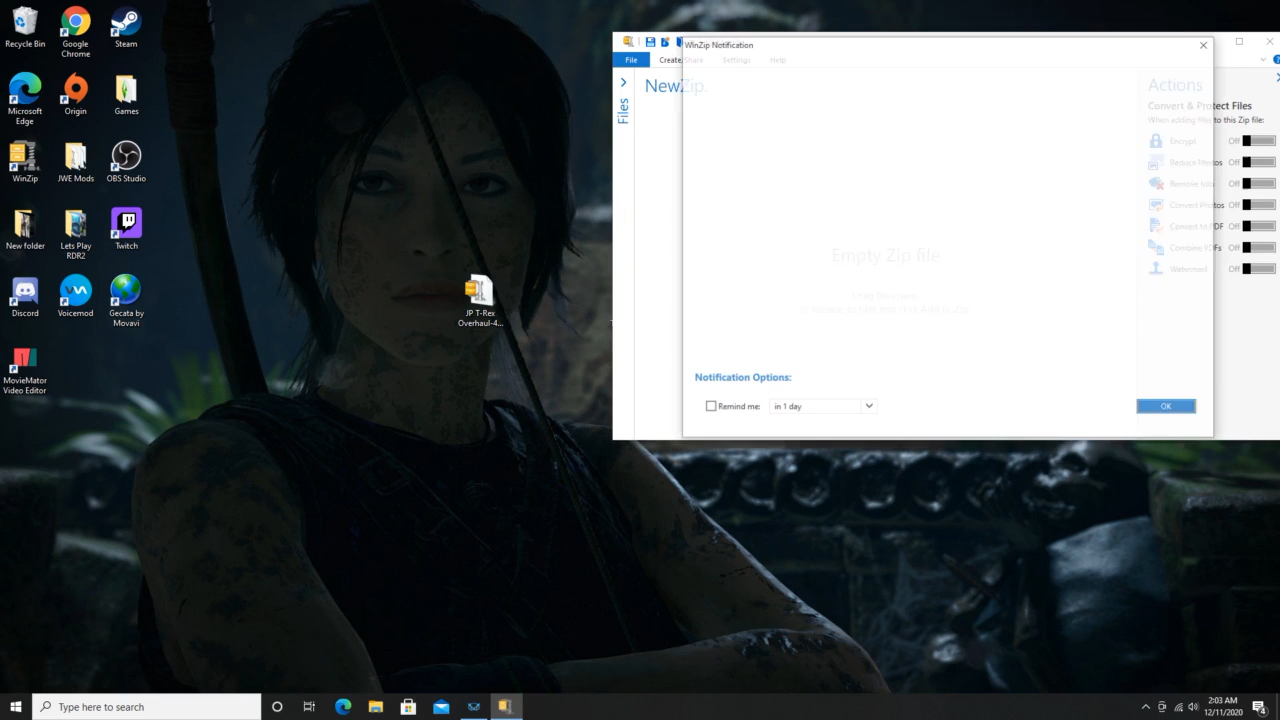 Recycle Bin
Google Chrome
Steam
Microsoft Edge
Origin
Games
WinZip
JWE Mods
OBS Studio
New folder
Lets Play RDR2
Twitch
Discord
Voicemod
Gecata by Movavi
MovieMator Video Editor
JP T-Rex
Overhaul-4...
WinZip Notification
File
Create/Share
Settings
Help
Files
NewZip.
Empty Zip file
Actions
Convert & Protect Files
When adding files to this Zip file:
Encrypt Off
Reduce Photos Off
Remove Info Off
Convert Photos Off
Convert to PDF Off
Combine PDFs Off
Watermark Off
Notification Options:
Remind me: in 1 day
OK
Type here to search
2:03 AM
12/11/2020
4